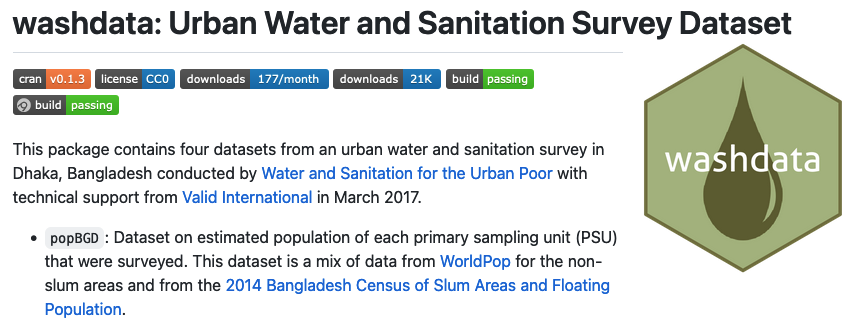 washdata: Urban Water and Sanitation Survey Dataset
cran v0.1.3 license CC0 downloads 177/month downloads 21K build passing
build passing
washdata
This package contains four datasets from an urban water and sanitation survey in
Dhaka, Bangladesh conducted by Water and Sanitation for the Urban Poor with
technical support from Valid International in March 2017.
• popBGD : Dataset on estimated population of each primary sampling unit (PSU)
that were surveyed. This dataset is a mix of data from WorldPop for the non-
slum areas and from the 2014 Bangladesh Census of Slum Areas and Floating
Population.